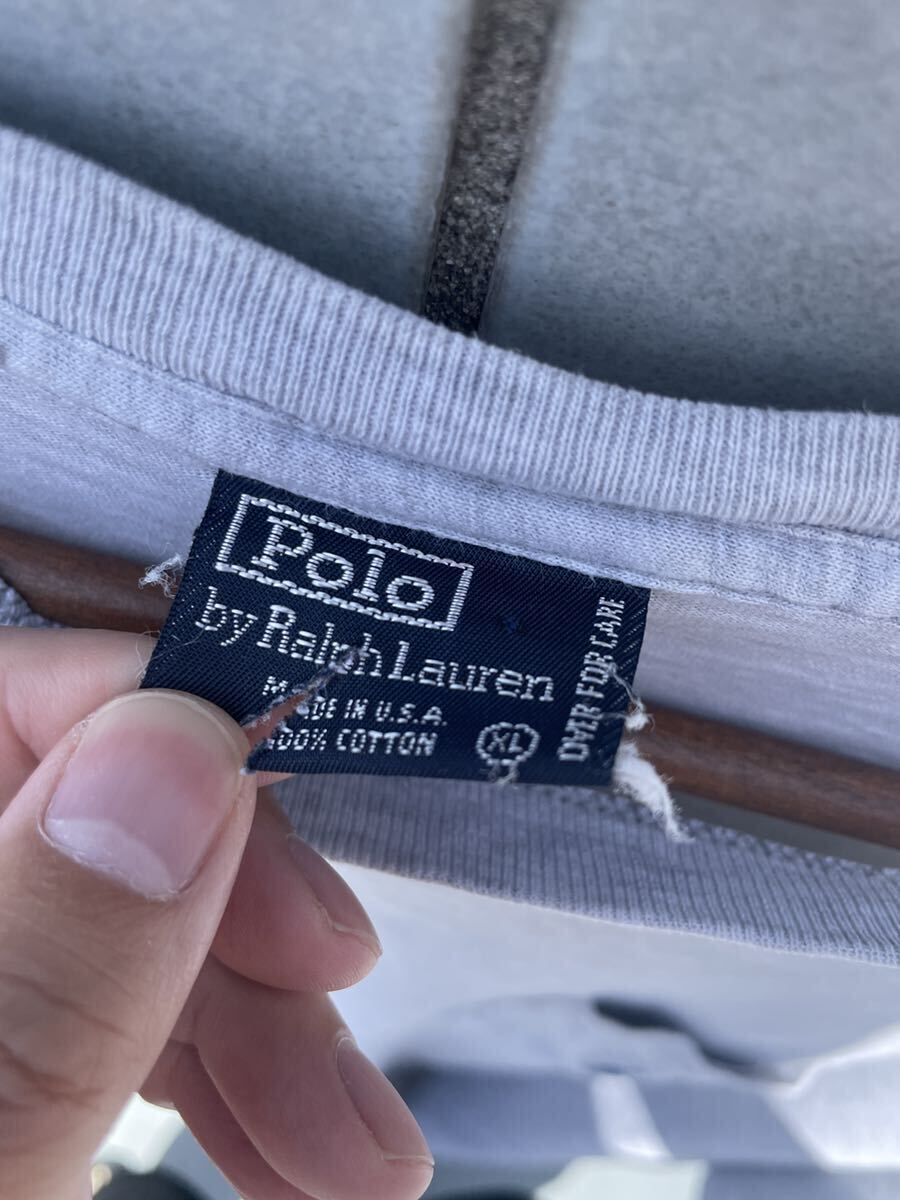 Polo
by Ralph Lauren
MADE IN U.S.A.
100% COTTON
XL
OVER FOR CARE